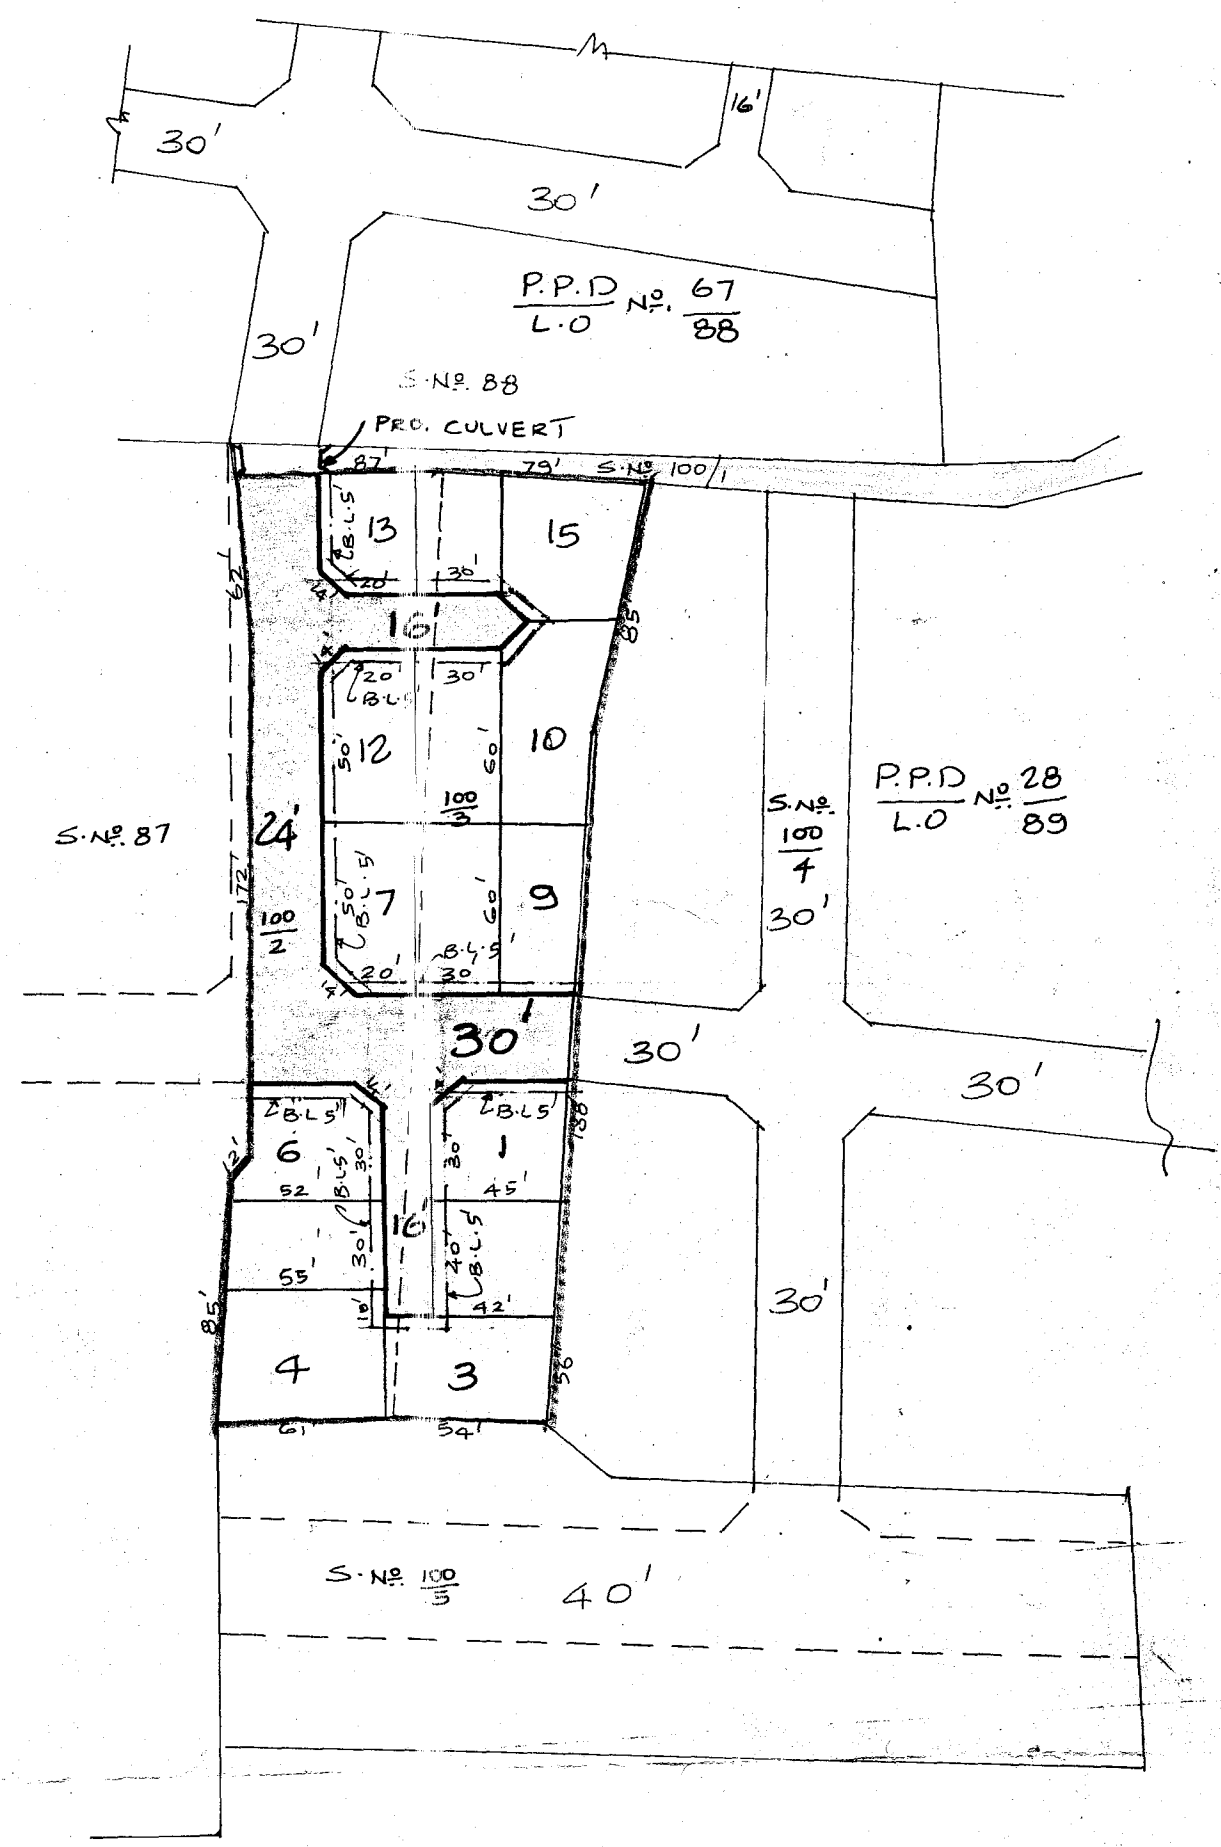 16'
30'
30'
P.P.D No. 67
L.O 88
30'
S.No. 88
PRO. CULVERT
87' 79' S.No 100/1
B.L.5'
13 15
62'
20' 30'
16'
85'
20' 30'
B.L.5
50' 12 60' 10
100
3
24'
S.No. 87
172'
S.No.
100
4
30'
P.P.D No. 28
L.O 89
50'
B.L.5'
7 60' 9
100
2
B.L.5'
20' 30'
30'
30'
30'
B.L.5' B.L.5'
188'
12'
6 B.L.5' 30' 30' 1
52' 45'
16'
30' 40' B.L.5'
55'
10' 42'
30'
85'
4 3 56'
61' 54'
S.No. 100
5
40'